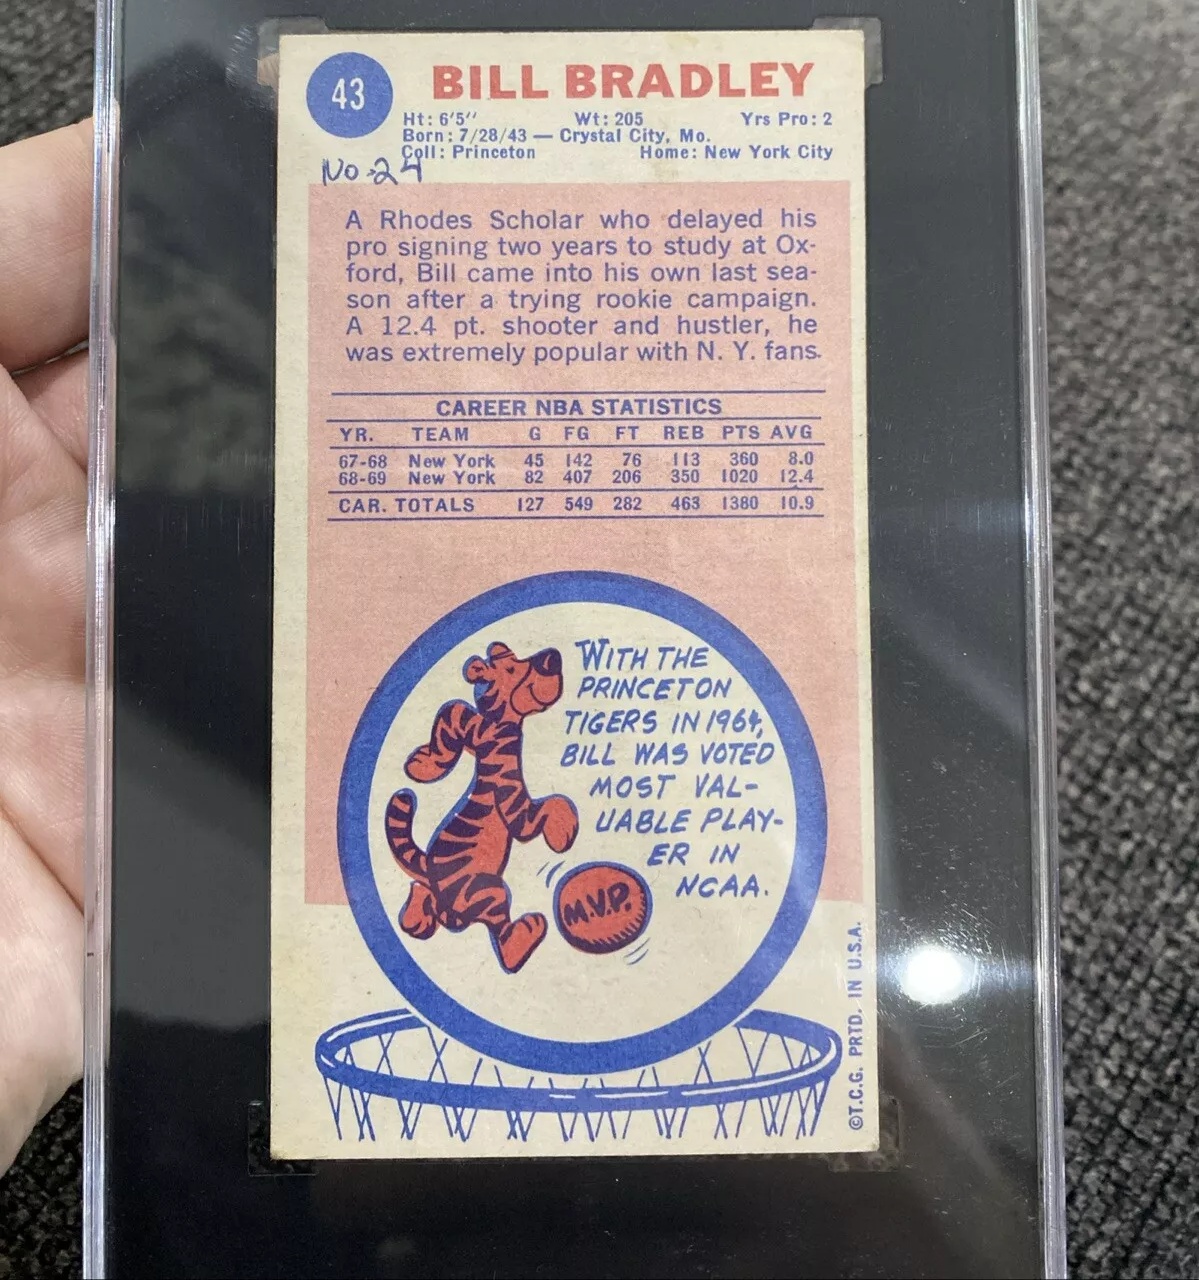 43
BILL BRADLEY
Ht: 6'5" Wt: 205 Yrs Pro: 2
Born: 7/28/43 — Crystal City, Mo.
Coll: Princeton Home: New York City
No. 24
A Rhodes Scholar who delayed his
pro signing two years to study at Ox-
ford, Bill came into his own last sea-
son after a trying rookie campaign.
A 12.4 pt. shooter and hustler, he
was extremely popular with N. Y. fans.
CAREER NBA STATISTICS
YR. TEAM G FG FT REB PTS AVG
67-68 New York 45 142 76 113 360 8.0
68-69 New York 82 407 206 350 1020 12.4
CAR. TOTALS 127 549 282 463 1380 10.9
WITH THE
PRINCETON
TIGERS IN 1964,
BILL WAS VOTED
MOST VAL-
UABLE PLAY-
ER IN
NCAA.
M.V.P.
©T.C.G. PRTD. IN U.S.A.